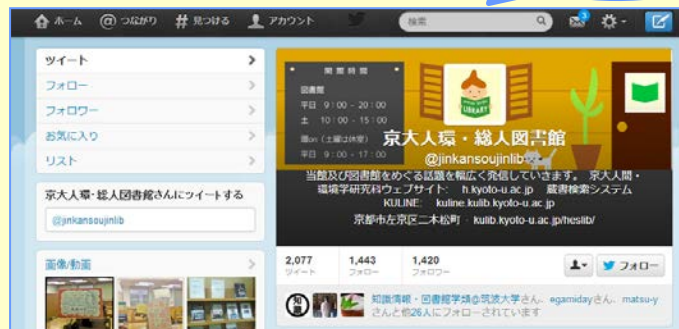 ホーム
つながり
見つける
アカウント
検索
3
ツイート
フォロー
フォロワー
お気に入り
リスト
京大人環・総人図書館さんにツイートする
@jinkansoujinlib
画像/動画
開館時間
図書館
平日 9:00 - 20:00
土 10:00 - 15:00
環on (土曜は休室)
平日 9:00 - 17:00
LIBRARY
京大人環・総人図書館
@jinkansoujinlib
当館及び図書館をめぐる話題を幅広く発信していきます。 京大人間・
環境学研究科ウェブサイト: h.kyoto-u.ac.jp 蔵書検索システム
KULINE: kuline.kulib.kyoto-u.ac.jp
京都市左京区二本松町 · kulib.kyoto-u.ac.jp/heslib/
2,077 1,443 1,420
ツイート フォロー フォロワー
フォロー
知識情報・図書館学類@筑波大学さん、egamidayさん、matsu-y
さんと他26人にフォローされています